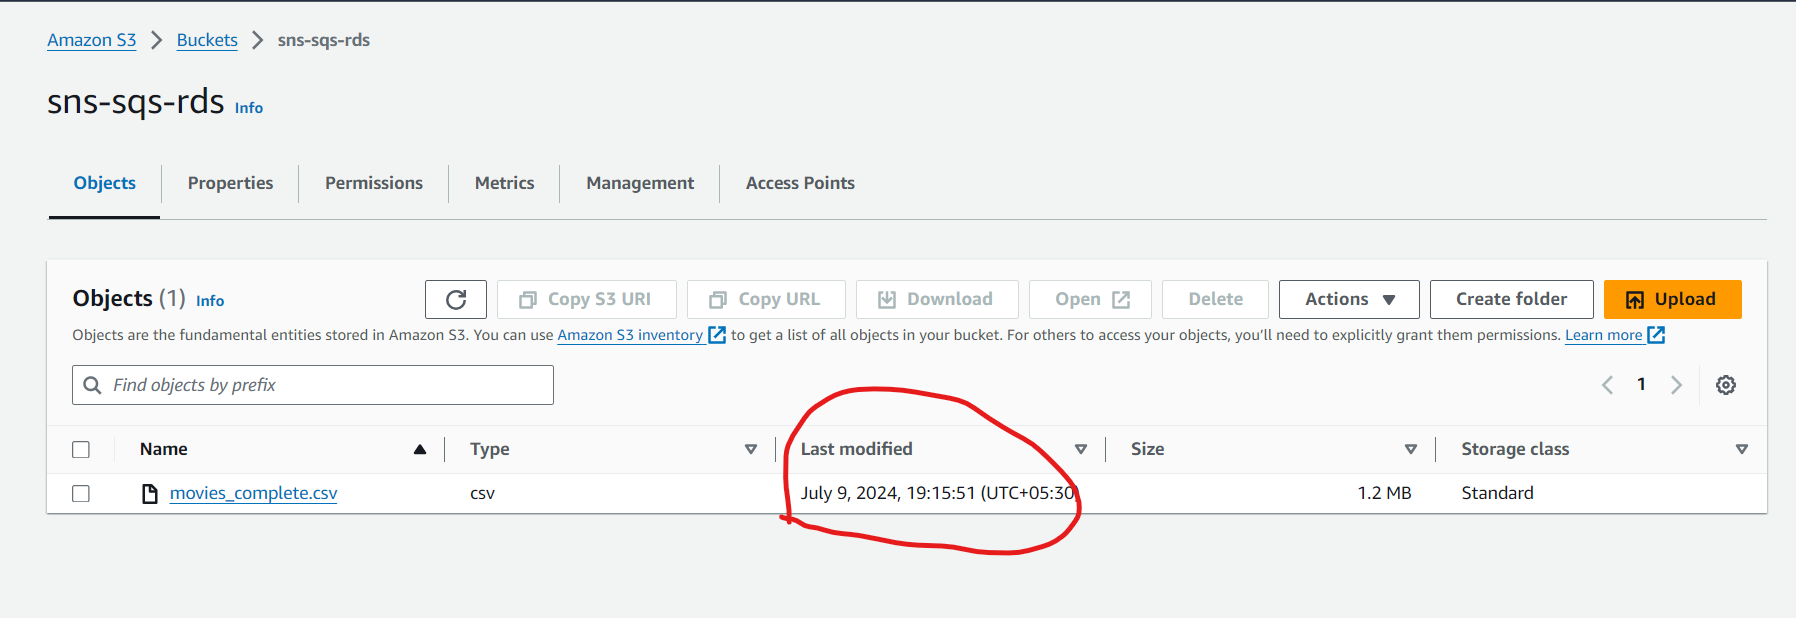 Amazon S3 > Buckets > sns-sqs-rds
sns-sqs-rds Info
Objects Properties Permissions Metrics Management Access Points
Objects (1) Info Copy S3 URI Copy URL Download Open Delete Actions Create folder Upload
Objects are the fundamental entities stored in Amazon S3. You can use Amazon S3 inventory to get a list of all objects in your bucket. For others to access your objects, you’ll need to explicitly grant them permissions. Learn more
Find objects by prefix 1
Name Type Last modified Size Storage class
movies_complete.csv csv July 9, 2024, 19:15:51 (UTC+05:30) 1.2 MB Standard